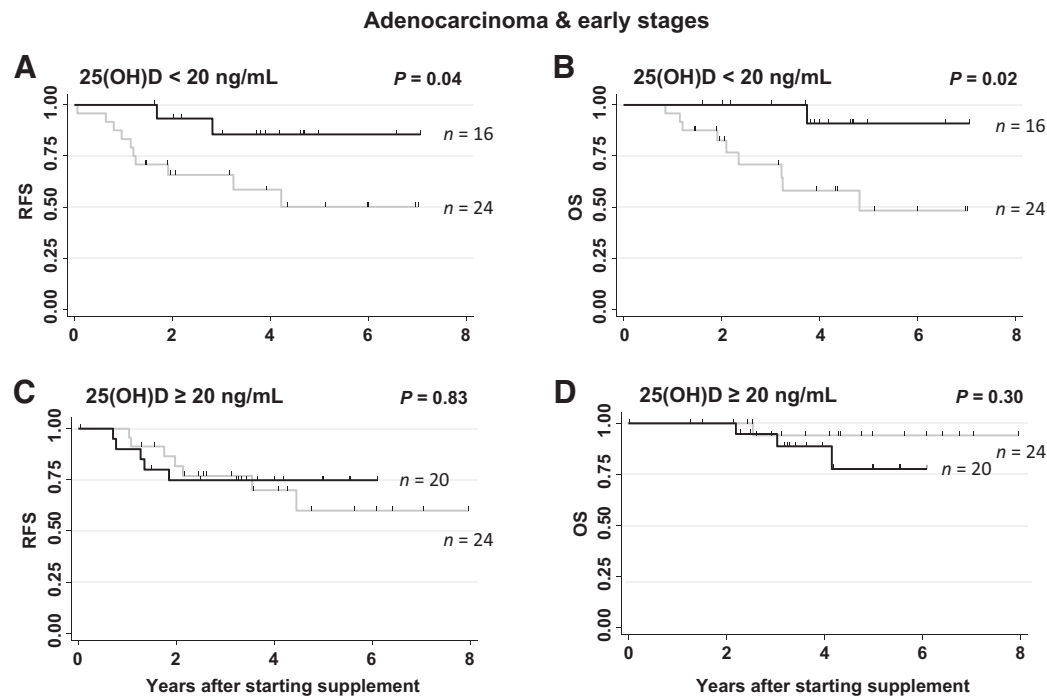 Adenocarcinoma & early stages
A
25(OH)D < 20 ng/mL
P = 0.04
1.00
0.75
0.50
0.25
0.00
RFS
n = 16
n = 24
0 2 4 6 8
B
25(OH)D < 20 ng/mL
P = 0.02
1.00
0.75
0.50
0.25
0.00
OS
n = 16
n = 24
0 2 4 6 8
C
25(OH)D ≥ 20 ng/mL
P = 0.83
1.00
0.75
0.50
0.25
0.00
RFS
n = 20
n = 24
0 2 4 6 8
Years after starting supplement
D
25(OH)D ≥ 20 ng/mL
P = 0.30
1.00
0.75
0.50
0.25
0.00
OS
n = 24
n = 20
0 2 4 6 8
Years after starting supplement